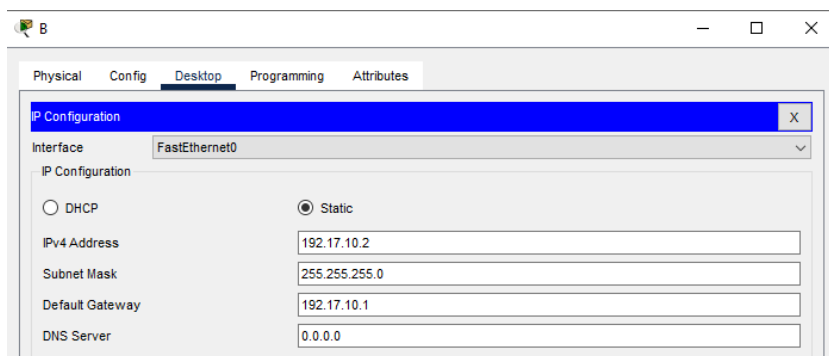 B
Physical Config Desktop Programming Attributes
IP Configuration X
Interface FastEthernet0
IP Configuration
DHCP Static
IPv4 Address 192.17.10.2
Subnet Mask 255.255.255.0
Default Gateway 192.17.10.1
DNS Server 0.0.0.0